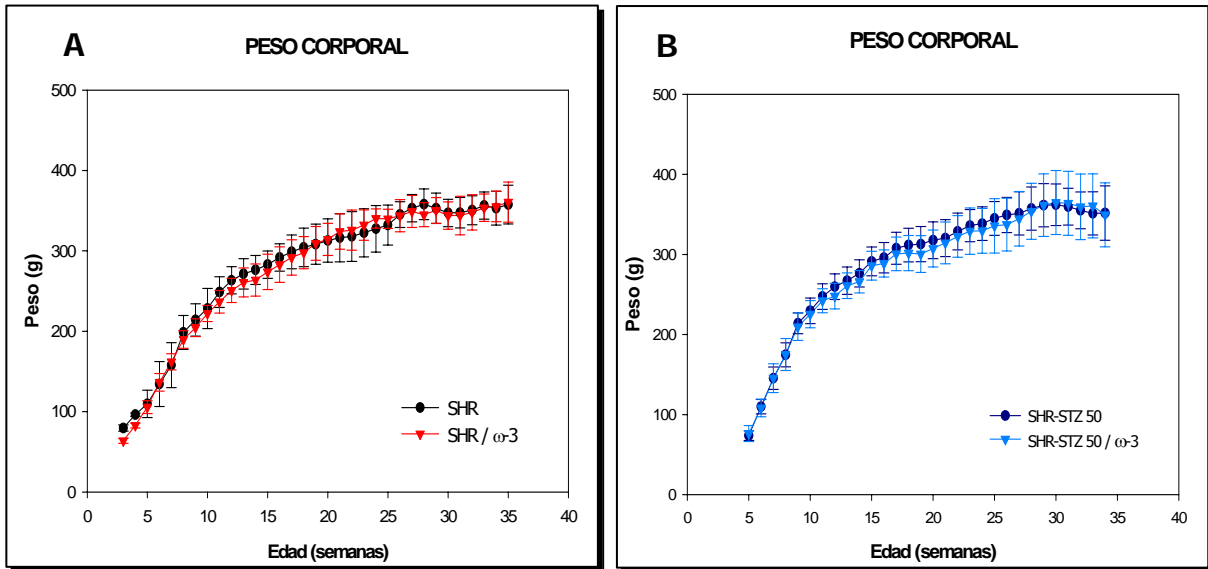 A
PESO CORPORAL
500
400
300
200
100
0
Peso (g)
SHR
SHR / ω-3
0 5 10 15 20 25 30 35 40
Edad (semanas)
B
PESO CORPORAL
500
400
300
200
100
0
Peso (g)
SHR-STZ 50
SHR-STZ 50 / ω-3
0 5 10 15 20 25 30 35 40
Edad (semanas)